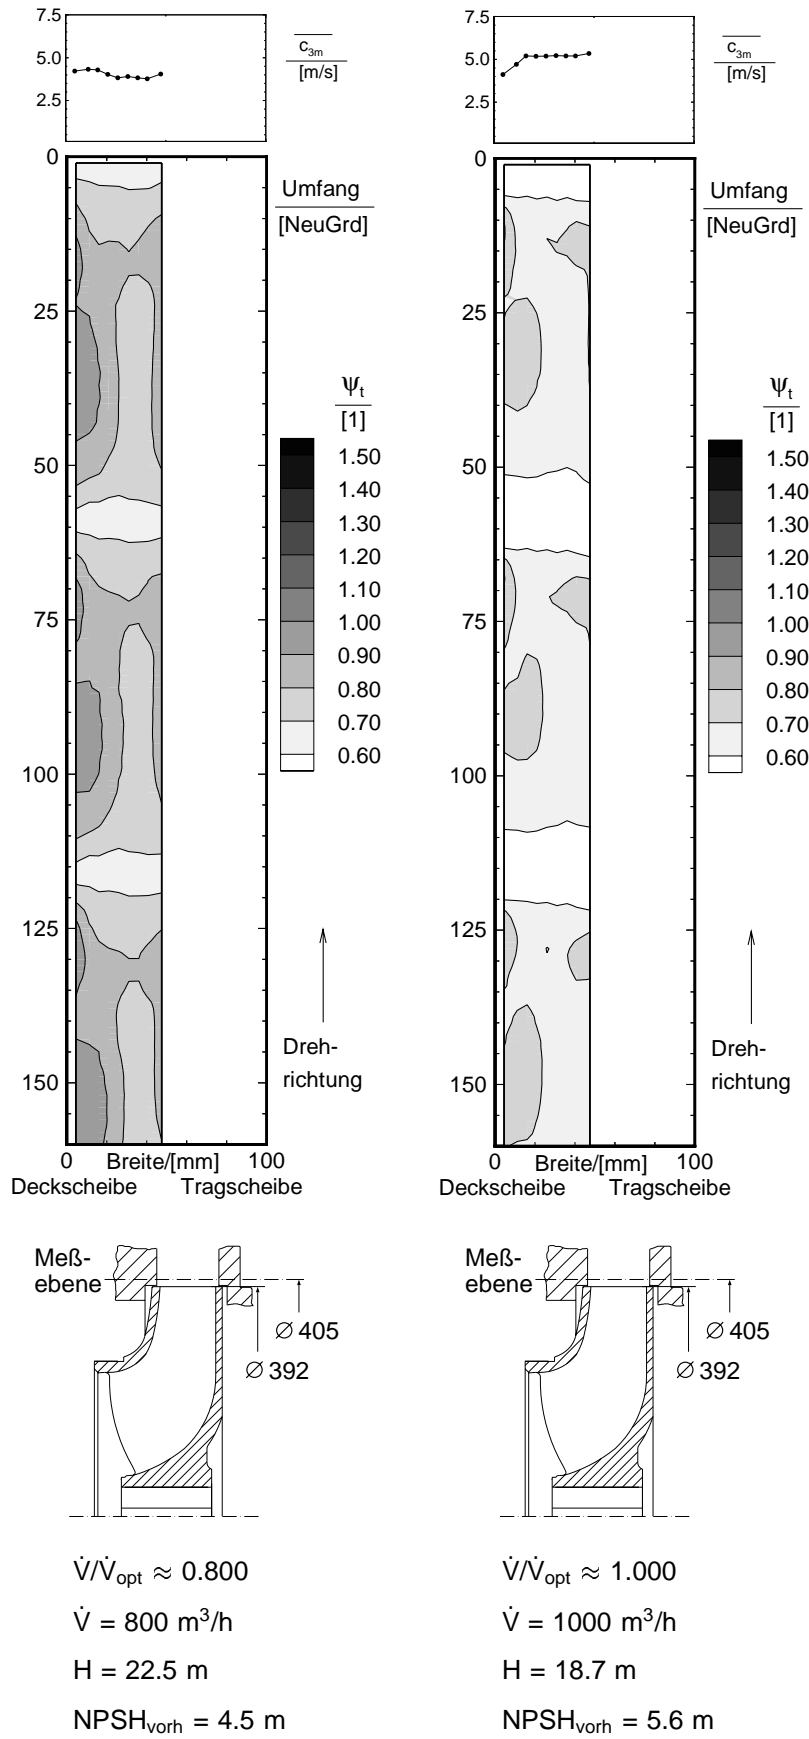 7.5
5.0
2.5
c3m
[m/s]
0
25
50
75
100
125
150
Umfang
[NeuGrd]
ψt
[1]
1.50
1.40
1.30
1.20
1.10
1.00
0.90
0.80
0.70
0.60
Dreh-
richtung
0 Breite/[mm] 100
Deckscheibe Tragscheibe
Meß-
ebene
∅ 405
∅ 392
V̇/V̇opt ≈ 0.800
V̇ = 800 m³/h
H = 22.5 m
NPSHvorh = 4.5 m
7.5
5.0
2.5
c3m
[m/s]
0
25
50
75
100
125
150
Umfang
[NeuGrd]
ψt
[1]
1.50
1.40
1.30
1.20
1.10
1.00
0.90
0.80
0.70
0.60
Dreh-
richtung
0 Breite/[mm] 100
Deckscheibe Tragscheibe
Meß-
ebene
∅ 405
∅ 392
V̇/V̇opt ≈ 1.000
V̇ = 1000 m³/h
H = 18.7 m
NPSHvorh = 5.6 m